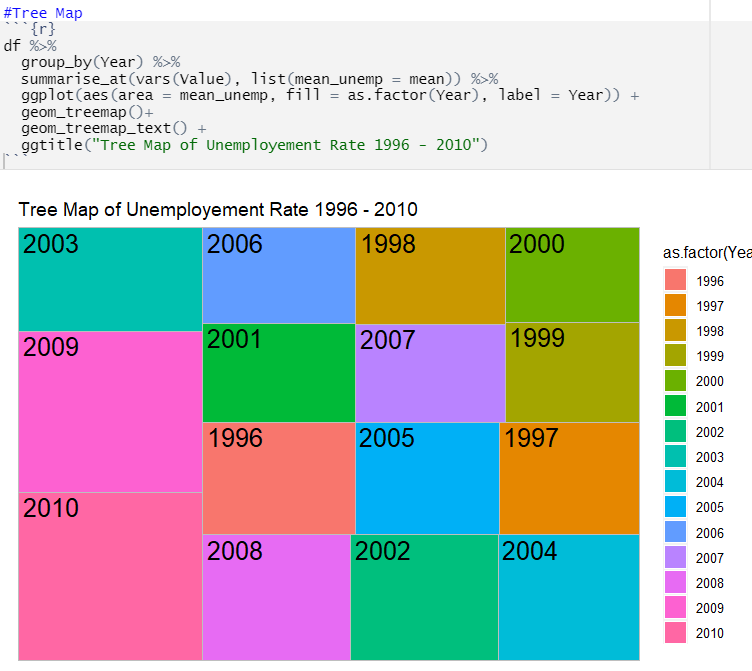 #Tree Map
```{r}
df %>%
group_by(Year) %>%
summarise_at(vars(Value), list(mean_unemp = mean)) %>%
ggplot(aes(area = mean_unemp, fill = as.factor(Year), label = Year)) +
geom_treemap()+
geom_treemap_text() +
ggtitle("Tree Map of Unemployement Rate 1996 - 2010")
```
Tree Map of Unemployement Rate 1996 - 2010
2003
2006
1998
2000
2009
2001
2007
1999
1996
2005
1997
2010
2008
2002
2004
as.factor(Yea
1996
1997
1998
1999
2000
2001
2002
2003
2004
2005
2006
2007
2008
2009
2010